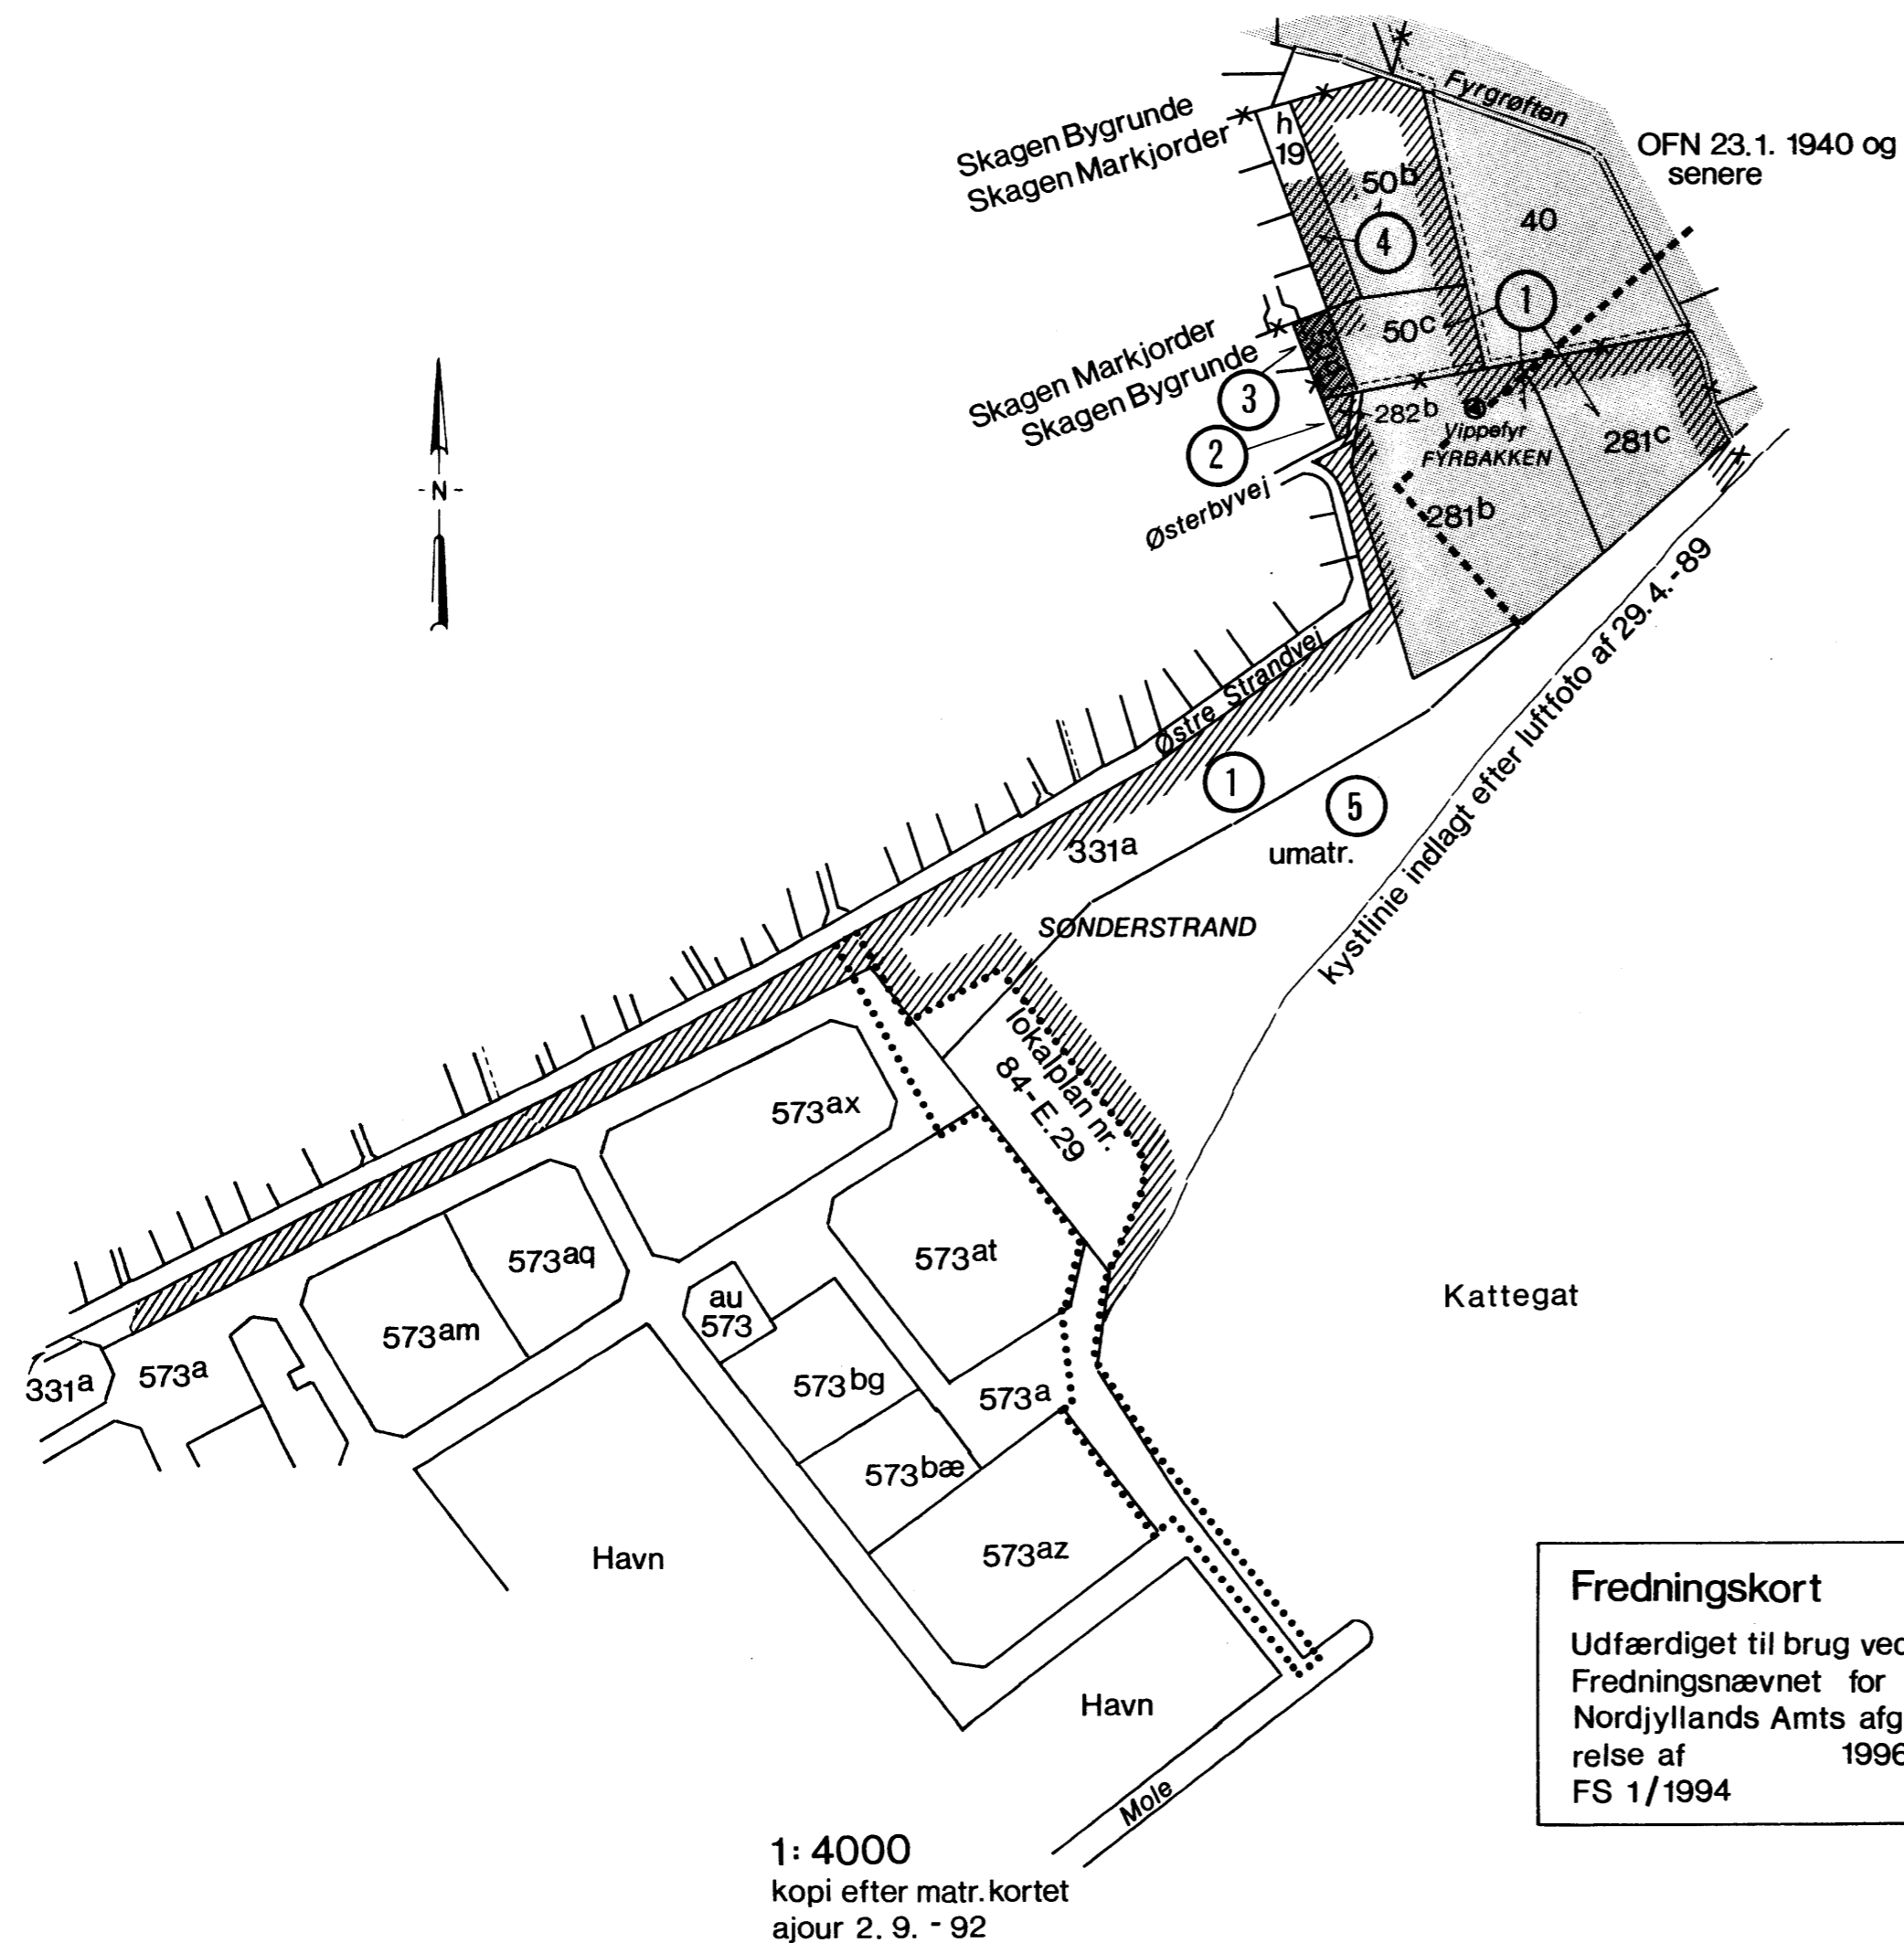 Fyrgrøften
OFN 23.1. 1940 og
senere
Skagen Bygrunde
Skagen Markjorder
h
19
50b
40
4
1
50c
Skagen Markjorder
Skagen Bygrunde
3
2
282b
Vippefyr
FYRBAKKEN
281c
281b
Østerbyvej
- N -
kystlinie indlagt efter luftfoto af 29.4.-89
Østre Strandvej
1
5
331a
umatr.
SØNDERSTRAND
lokalplan nr.
84-E.29
573ax
573at
573aq
573am
au
573
573bg
573a
573bæ
573az
331a
573a
Kattegat
Havn
Havn
Mole
Fredningskort
Udfærdiget til brug ved
Fredningsnævnet for
Nordjyllands Amts afg
relse af 1996
FS 1/1994
1: 4000
kopi efter matr.kortet
ajour 2. 9. - 92